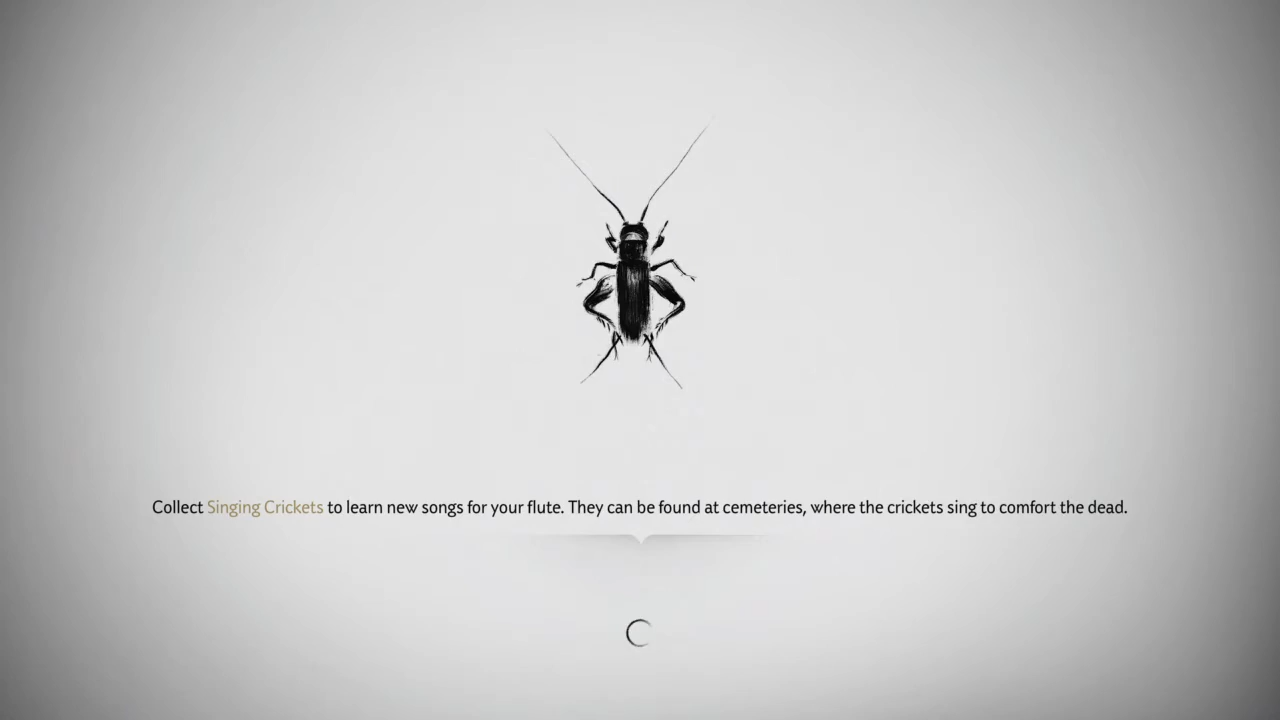 Collect Singing Crickets to learn new songs for your flute. They can be found at cemeteries, where the crickets sing to comfort the dead.